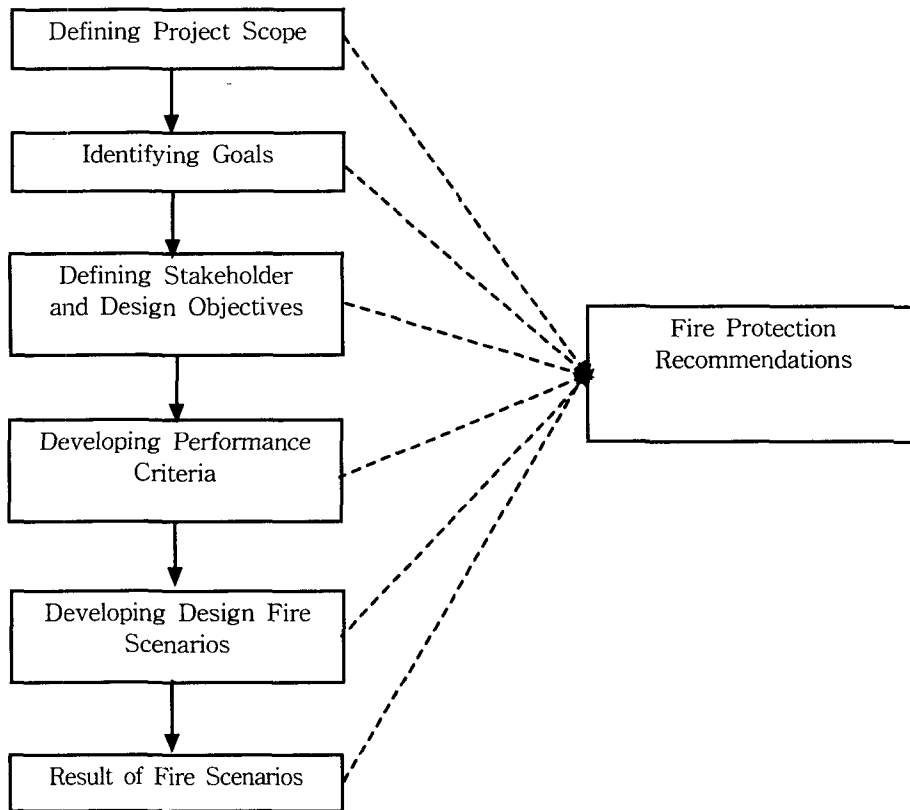 Defining Project Scope
Identifying Goals
Defining Stakeholder
and Design Objectives
Developing Performance
Criteria
Developing Design Fire
Scenarios
Result of Fire Scenarios
Fire Protection
Recommendations